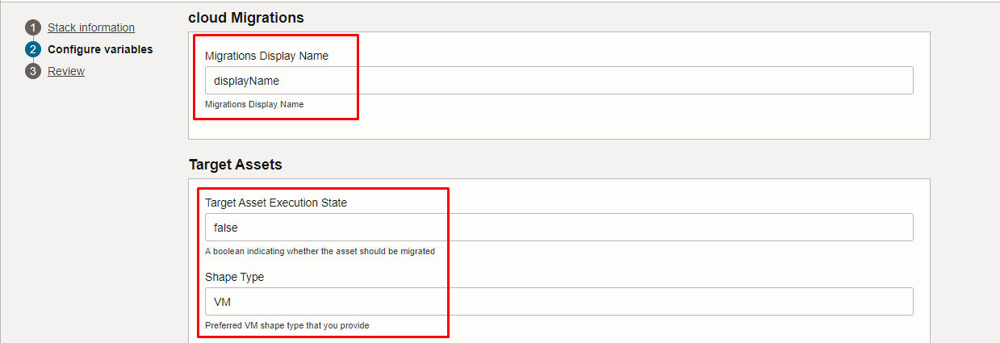 1 Stack information
2 Configure variables
3 Review
cloud Migrations
Migrations Display Name
displayName
Migrations Display Name
Target Assets
Target Asset Execution State
false
A boolean indicating whether the asset should be migrated
Shape Type
VM
Preferred VM shape type that you provide